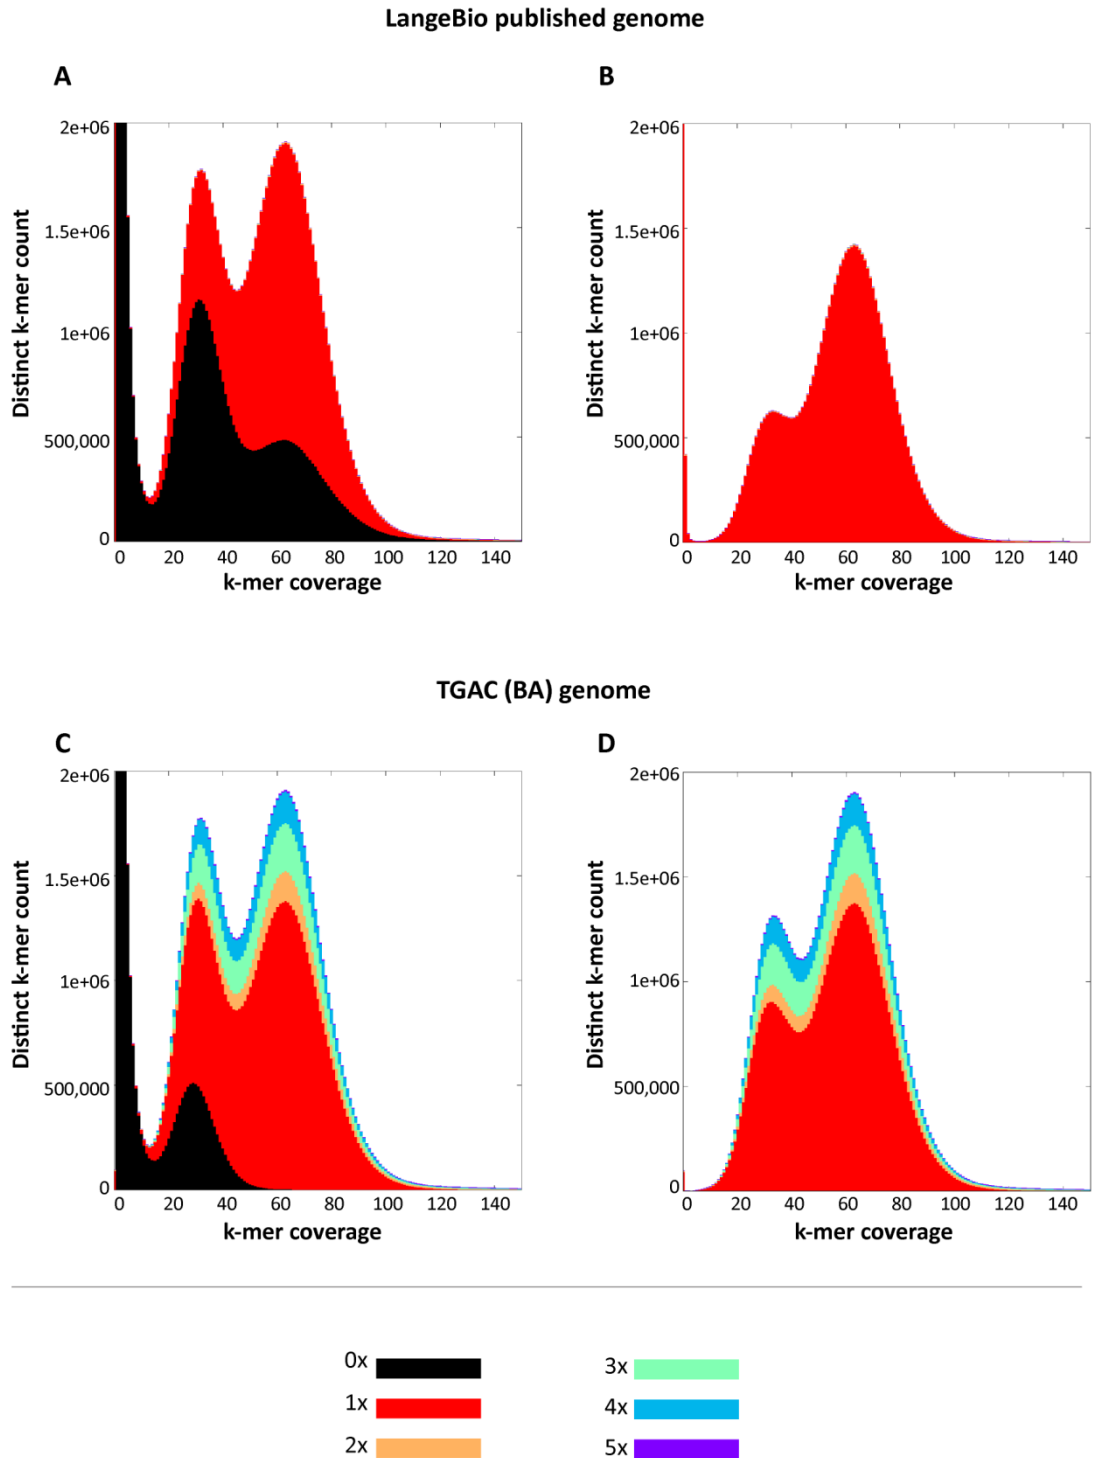 LangeBio published genome
A
B
2e+06
1.5e+06
1e+06
500,000
0
Distinct k-mer count
0 20 40 60 80 100 120 140
k-mer coverage
2e+06
1.5e+06
1e+06
500,000
0
Distinct k-mer count
0 20 40 60 80 100 120 140
k-mer coverage
TGAC (BA) genome
C
D
2e+06
1.5e+06
1e+06
500,000
0
Distinct k-mer count
0 20 40 60 80 100 120 140
k-mer coverage
2e+06
1.5e+06
1e+06
500,000
0
Distinct k-mer count
0 20 40 60 80 100 120 140
k-mer coverage
0x
1x
2x
3x
4x
5x